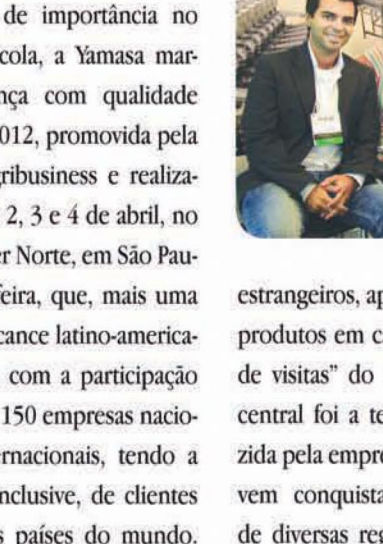 de importância no
cola, a Yamasa mar-
nça com qualidade
012, promovida pela
gribusiness e realiza-
2, 3 e 4 de abril, no
er Norte, em São Pau-
feira, que, mais uma
cance latino-america-
com a participação
150 empresas nacio-
ernacionais, tendo a
nclusive, de clientes
s países do mundo.
estrangeiros, ap
produtos em c
de visitas” do
central foi a te
zida pela empre
vem conquista
de diversas reg